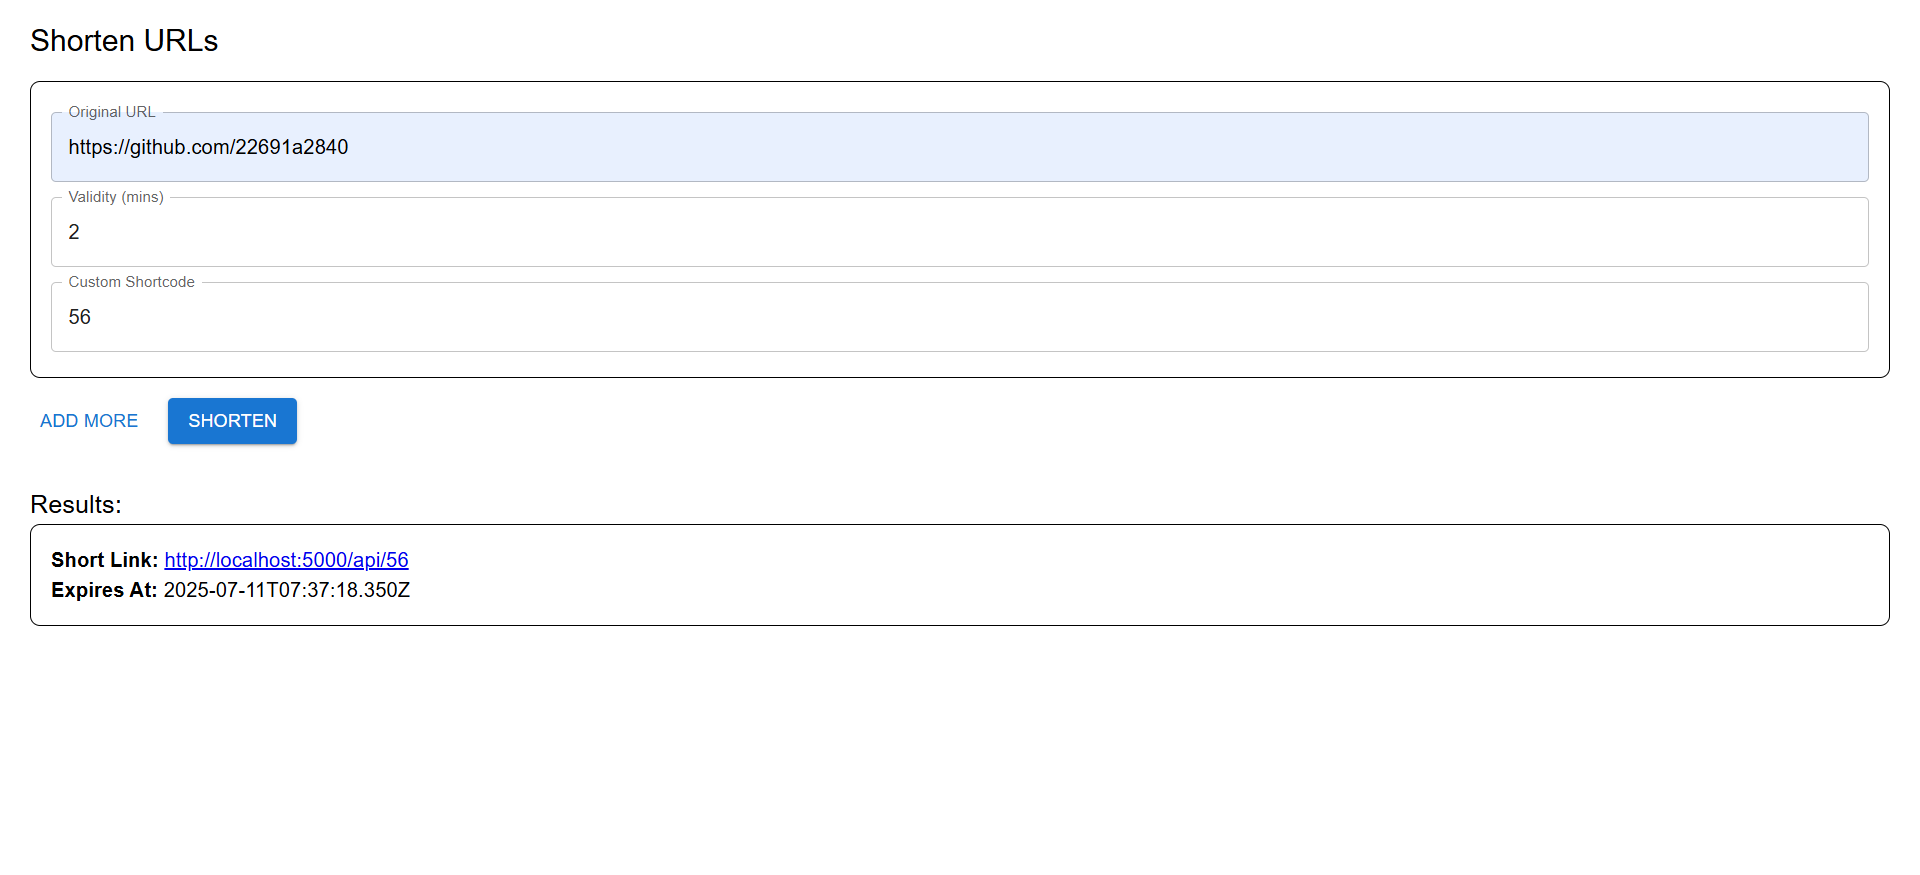 Shorten URLs
Original URL
https://github.com/22691a2840
Validity (mins)
2
Custom Shortcode
56
ADD MORE SHORTEN
Results:
Short Link: http://localhost:5000/api/56
Expires At: 2025-07-11T07:37:18.350Z